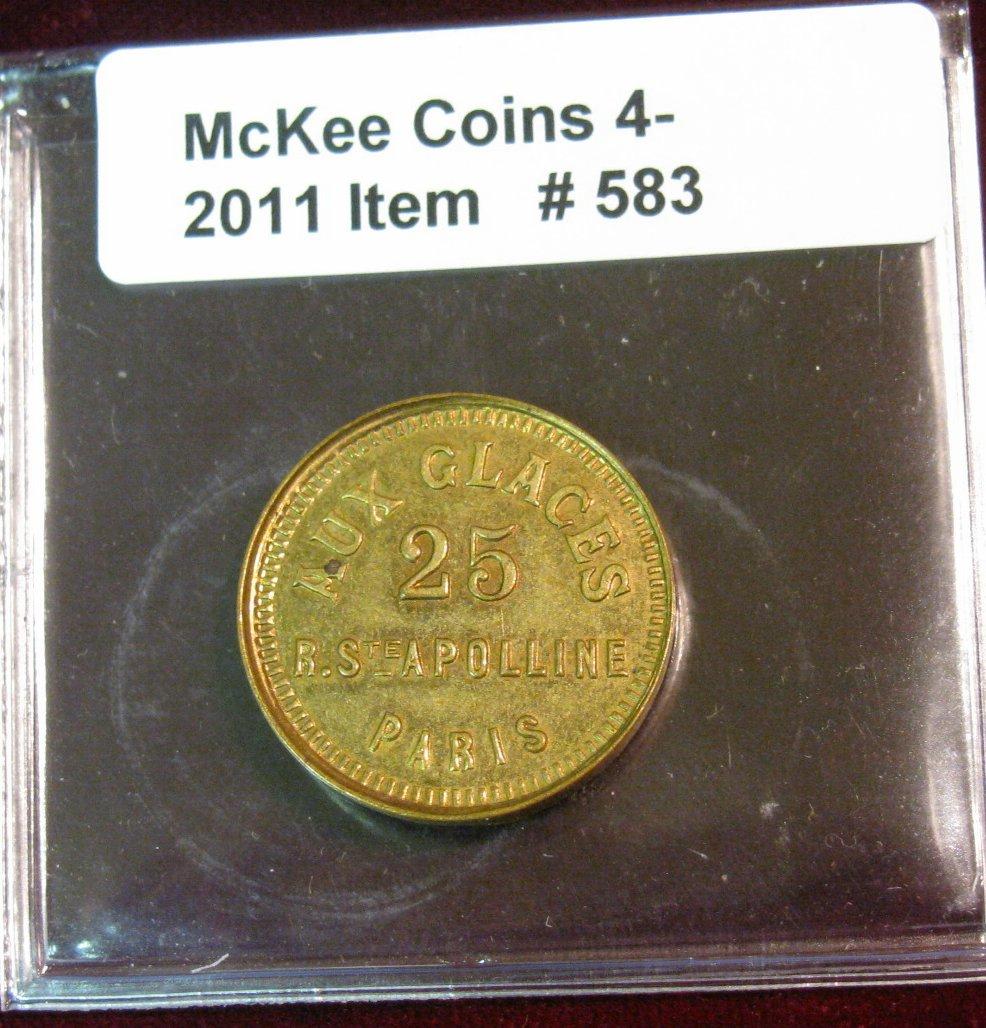 McKee Coins 4-
2011 Item # 583
AUX GLACES
25
R. STE APOLLINE
PARIS